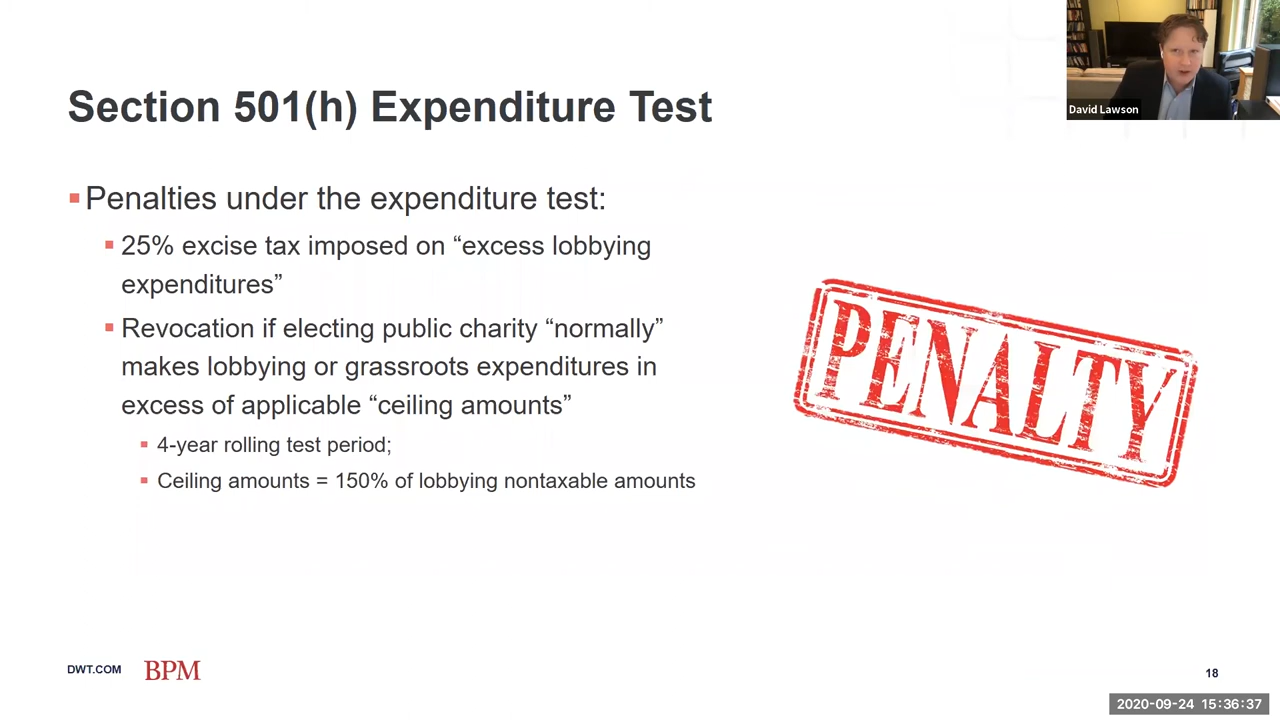 David Lawson
Section 501(h) Expenditure Test
Penalties under the expenditure test:
25% excise tax imposed on “excess lobbying
expenditures”
Revocation if electing public charity “normally”
makes lobbying or grassroots expenditures in
excess of applicable “ceiling amounts”
4-year rolling test period;
Ceiling amounts = 150% of lobbying nontaxable amounts
PENALTY
DWT.COM
BPM
18
2020-09-24 15:36:37